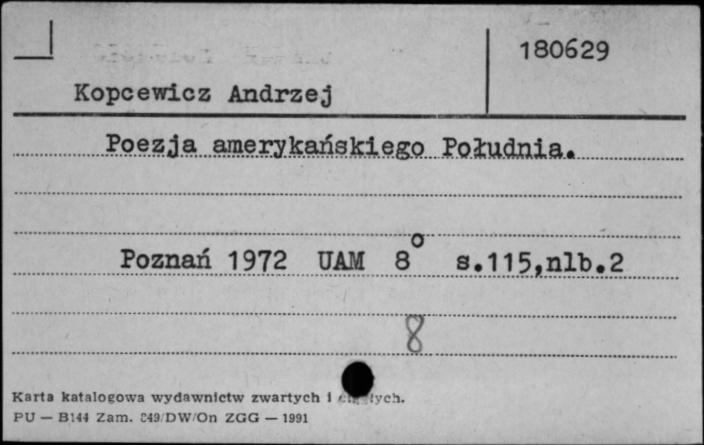 180629
Kopcewicz Andrzej
Poezja amerykańskiego Południa.
Poznań 1972 UAM 8° s.115,nlb.2
8
Karta katalogowa wydawnictw zwartych i
PU — B144 Zam. 849/DW/On ZGG — 1991